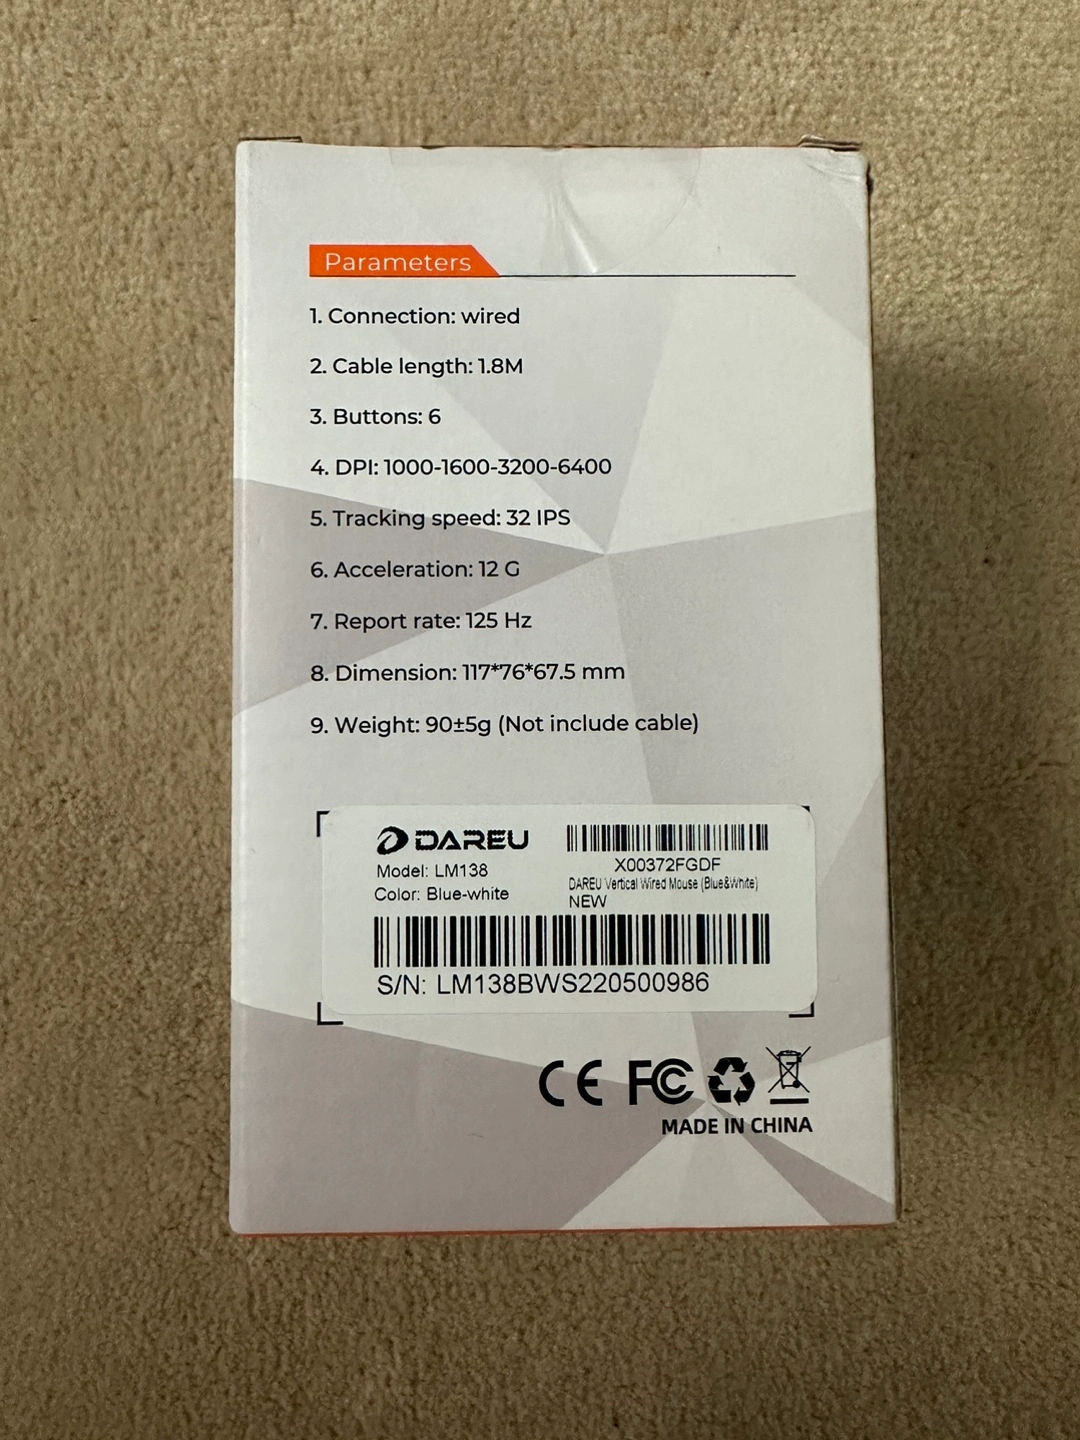 Parameters
1. Connection: wired
2. Cable length: 1.8M
3. Buttons: 6
4. DPI: 1000-1600-3200-6400
5. Tracking speed: 32 IPS
6. Acceleration: 12 G
7. Report rate: 125 Hz
8. Dimension: 117*76*67.5 mm
9. Weight: 90±5g (Not include cable)
DAREU
Model: LM138
Color: Blue-white
X00372FGDF
DAREU Vertical Wired Mouse (Blue&White)
NEW
S/N: LM138BWS220500986
CE FC
MADE IN CHINA